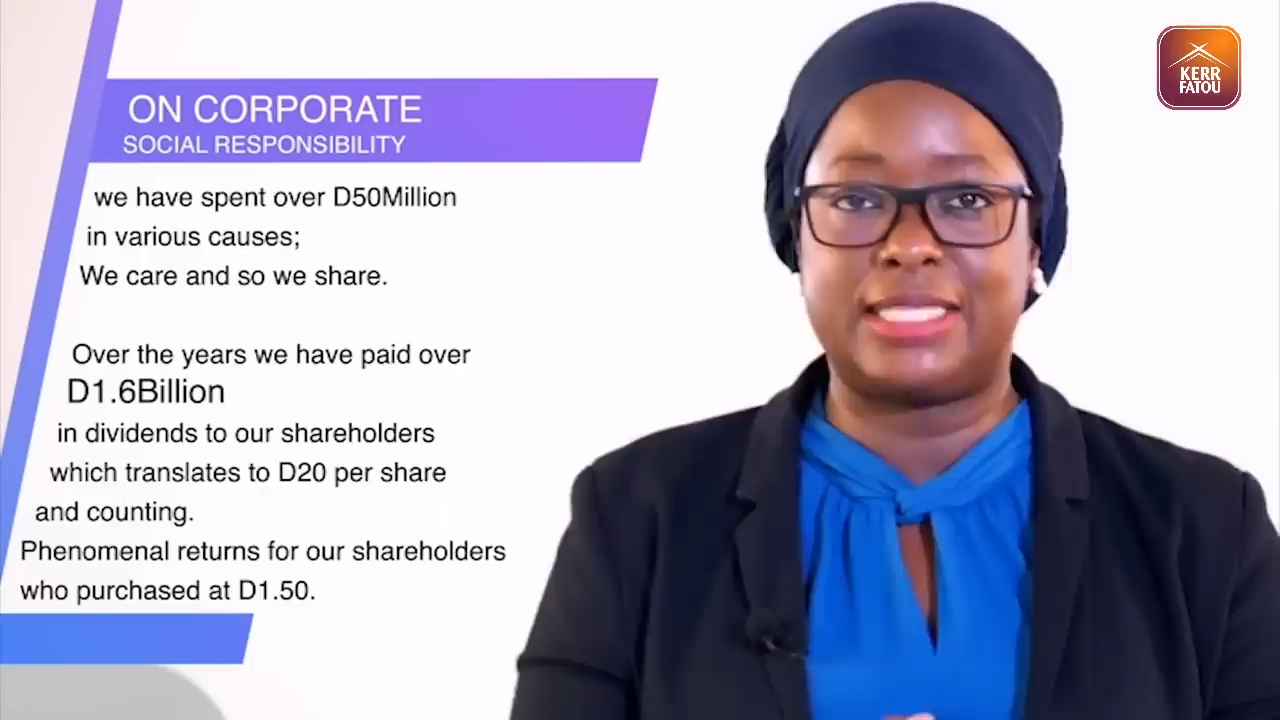 ON CORPORATE
SOCIAL RESPONSIBILITY
we have spent over D50Million
in various causes;
We care and so we share.
Over the years we have paid over
D1.6Billion
in dividends to our shareholders
which translates to D20 per share
and counting.
Phenomenal returns for our shareholders
who purchased at D1.50.
KERR
FATOU